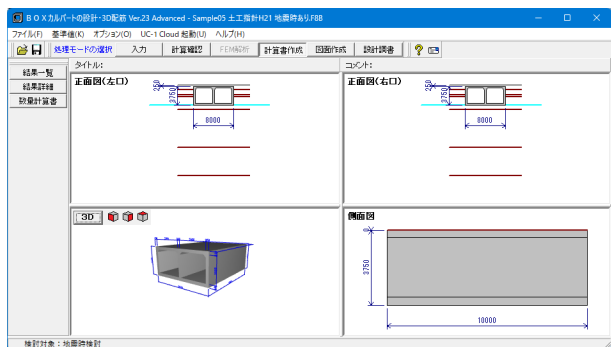 ＢＯＸカルバートの設計･3D配筋 Ver.23 Advanced - Sample05 土工指針H21 地震時あり.F8B
ファイル(F) 基準値(K) オプション(O) UC-1 Cloud 起動(U) ヘルプ(H)
処理モードの選択 入力 計算確認 FEM解析 計算書作成 図面作成 設計調書
タイトル: コメント:
結果一覧
結果詳細
数量計算書
正面図(左口)
250
3750
8000
正面図(右口)
250
3750
8000
3D
側面図
0
3750
10000
検討対象：地震時検討